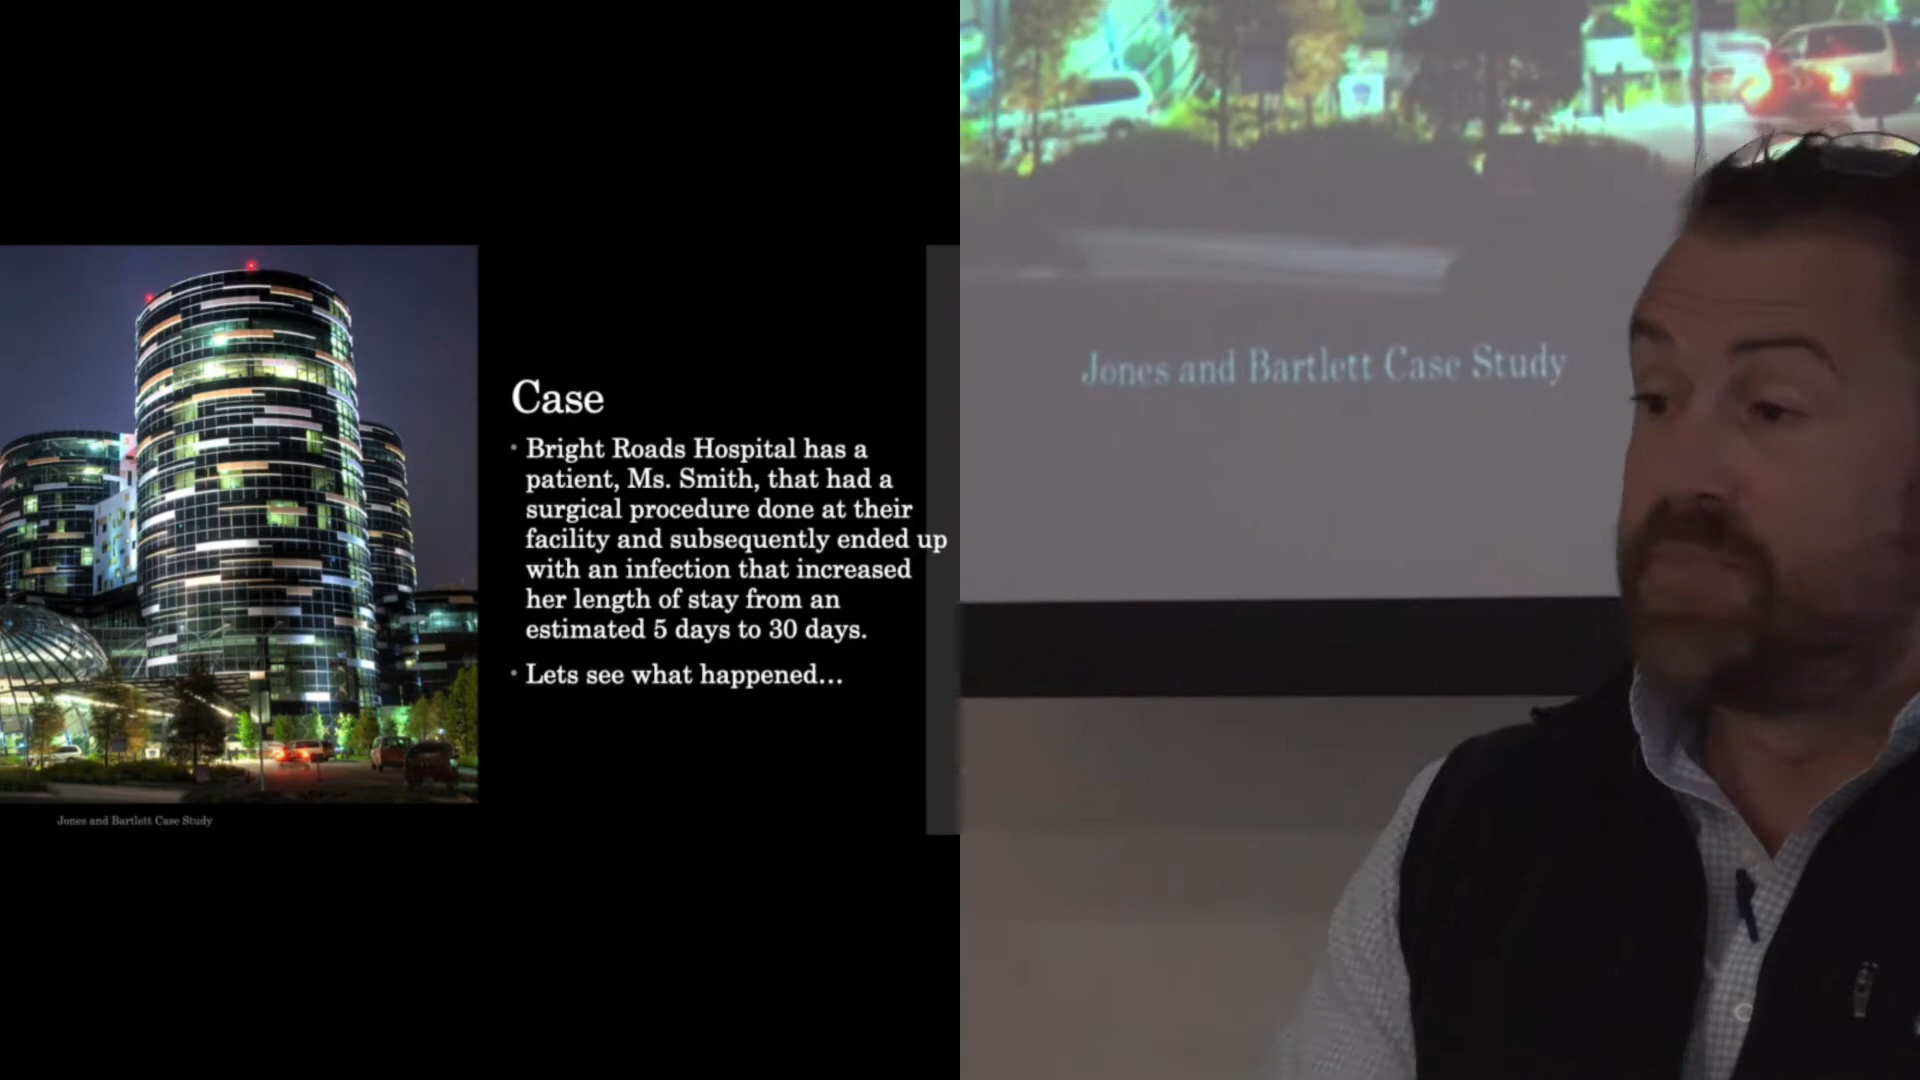 Case
• Bright Roads Hospital has a
patient, Ms. Smith, that had a
surgical procedure done at their
facility and subsequently ended up
with an infection that increased
her length of stay from an
estimated 5 days to 30 days.
• Lets see what happened...
Jones and Bartlett Case Study
Jones and Bartlett Case Study